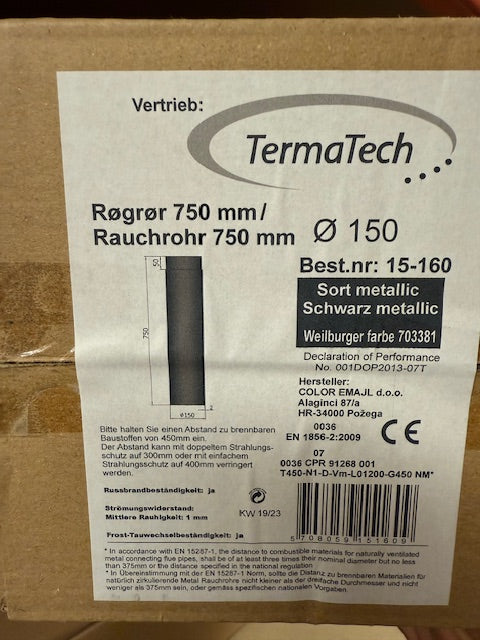 Vertrieb:
TermaTech
Røgrør 750 mm/
Rauchrohr 750 mm Ø 150
Best.nr: 15-160
Sort metallic
Schwarz metallic
Weilburger farbe 703381
Declaration of Performance
No. 001DOP2013-07T
Hersteller:
COLOR EMAJL d.o.o.
Alaginci 87/a
HR-34000 Požega
0036
EN 1856-2:2009
CE
07
0036 CPR 91268 001
T450-N1-D-Vm-L01200-G450 NM*
50
750
Ø150
2
Bitte halten Sie einen Abstand zu brennbaren
Baustoffen von 450mm ein.
Der Abstand kann mit doppeltem Strahlungs-
schutz auf 300mm oder mit einfachem
Strahlungsschutz auf 400mm verringert
werden.
Russbrandbeständigkeit: ja
Strömungswiderstand:
Mittlere Rauhigkeit: 1 mm
Frost-Tauwechselbeständigkeit: ja
KW 19/23
5 708059 151609
* In accordance with EN 15287-1, the distance to combustible materials for naturally ventilated
metal connecting flue pipes, shall be of at least three times their nominal diameter but no less
than 375mm or the distance specified in the national regulation
* In Übereinstimmung mit der EN 15287-1 Norm, sollte die Distanz zu brennbaren Materialien für
natürlich zirkulierende Metal Rauchrohre nicht kleiner als der dreifache Durchmesser und nicht
weniger als 375mm sein, oder gemäss spezifischen nationalen Vorgaben.